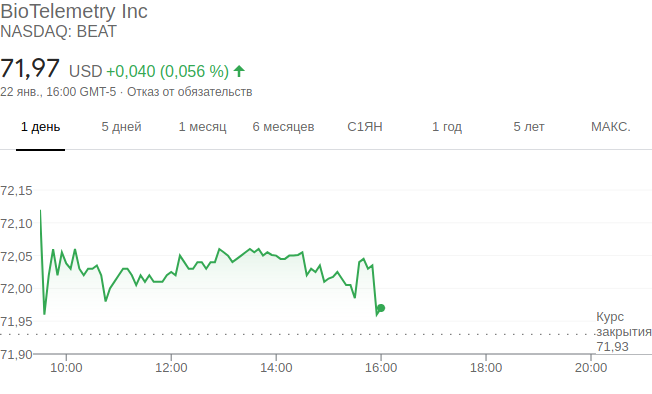 BioTelemetry Inc
NASDAQ: BEAT
71,97 USD +0,040 (0,056 %)
22 янв., 16:00 GMT-5 · Отказ от обязательств
1 день 5 дней 1 месяц 6 месяцев С1ЯН 1 год 5 лет МАКС.
72,15
72,10
72,05
72,00
71,95
71,90
Курс
закрытия
71,93
10:00 12:00 14:00 16:00 18:00 20:00